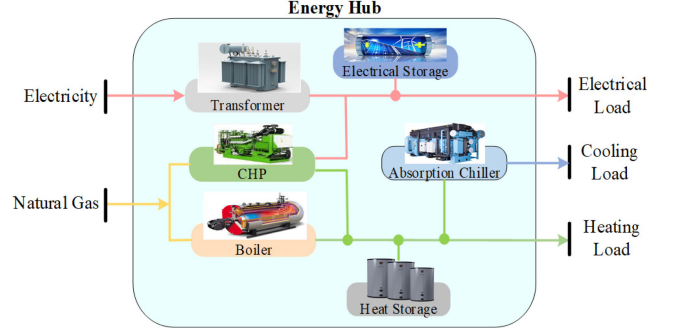 Energy Hub
Electrical Storage
Electricity
Transformer
Electrical
Load
CHP
Absorption Chiller
Cooling
Load
Natural Gas
Boiler
Heating
Load
Heat Storage